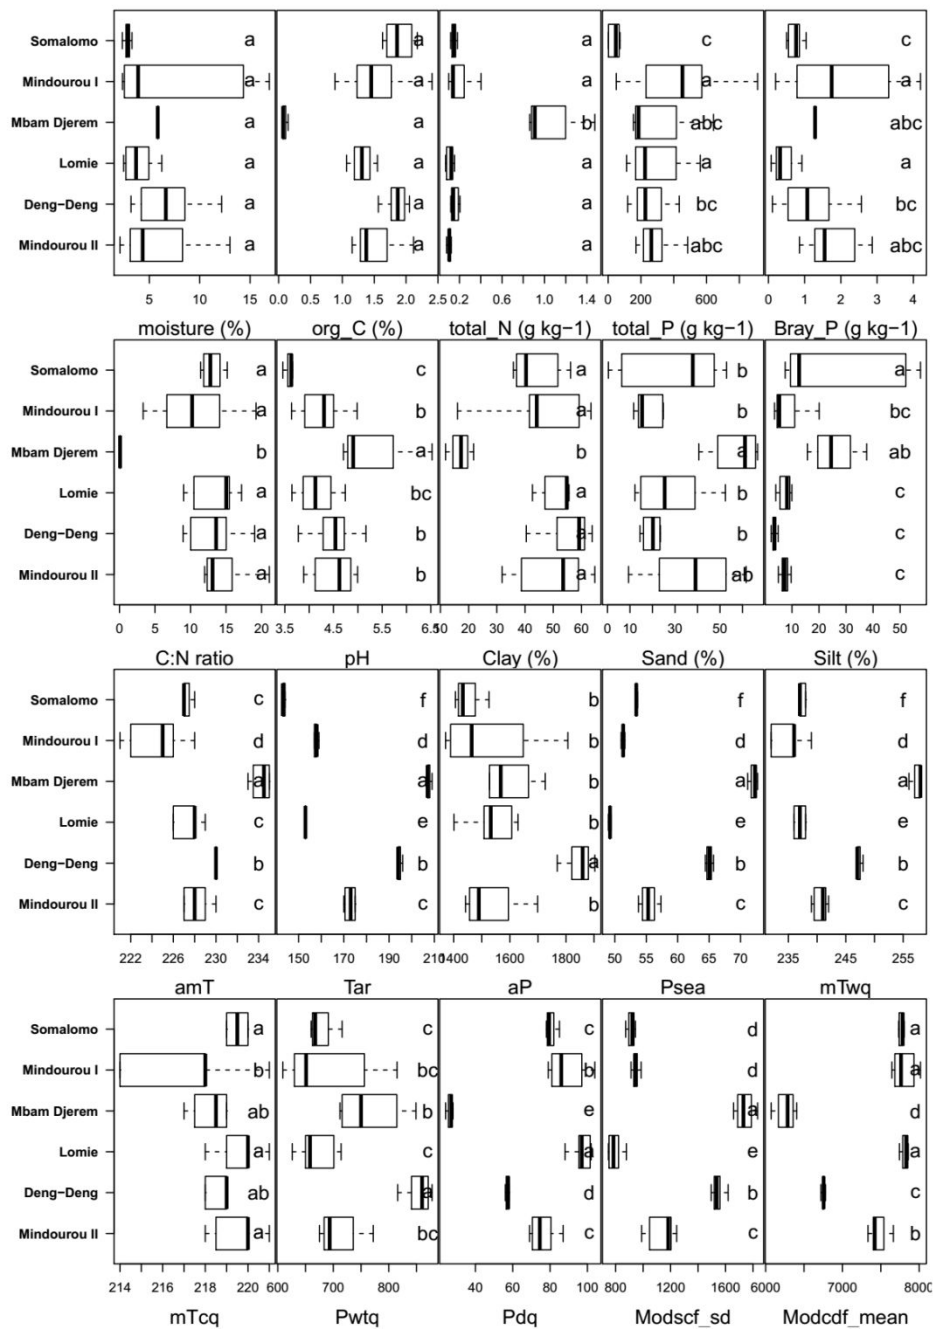 Somalomo a a a c c
Mindourou I a a a a a
Mbam Djerem a a b abc abc
Lomie a a a a a
Deng−Deng a a a bc bc
Mindourou II a a a abc abc
5 10 15 0.0 0.5 1.0 1.5 2.0 2.5 0.2 0.6 1.0 1.4 0 200 600 0 1 2 3 4
moisture (%) org_C (%) total_N (g kg−1) total_P (g kg−1) Bray_P (g kg−1)
Somalomo a c a b a
Mindourou I a b a b bc
Mbam Djerem b a b a ab
Lomie a bc a b c
Deng−Deng a b a b c
Mindourou II a b a ab c
0 5 10 15 20 3.5 4.5 5.5 6.5 10 20 30 40 50 60 0 10 30 50 10 20 30 40 50
C:N ratio pH Clay (%) Sand (%) Silt (%)
Somalomo c f b f f
Mindourou I d d b d d
Mbam Djerem a a b a a
Lomie c e b e e
Deng−Deng b b a b b
Mindourou II c c b c c
222 226 230 234 150 170 190 210 1400 1600 1800 50 55 60 65 70 235 245 255
amT Tar aP Psea mTwq
Somalomo a c c d a
Mindourou I b bc b d a
Mbam Djerem ab b e a d
Lomie a c a e a
Deng−Deng ab a d b c
Mindourou II a bc c c b
214 216 218 220 600 700 800 40 60 80 100 800 1200 1600 6000 7000 8000
mTcq Pwtq Pdq Modscf_sd Modcdf_mean